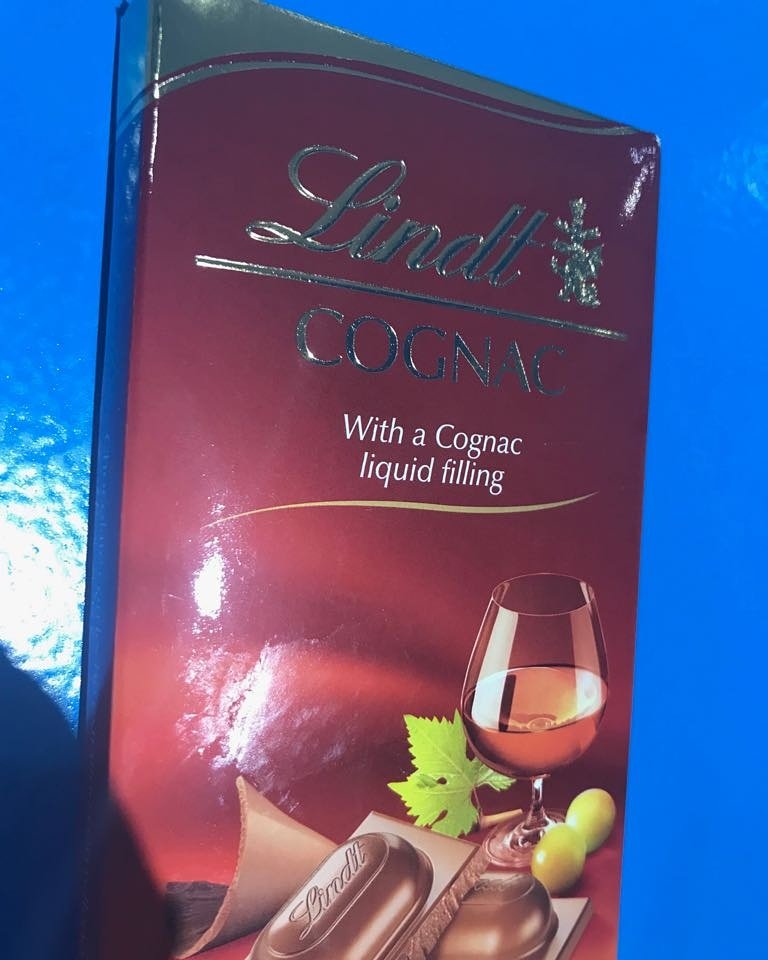 Lindt
COGNAC
With a Cognac
liquid filling
Lindt